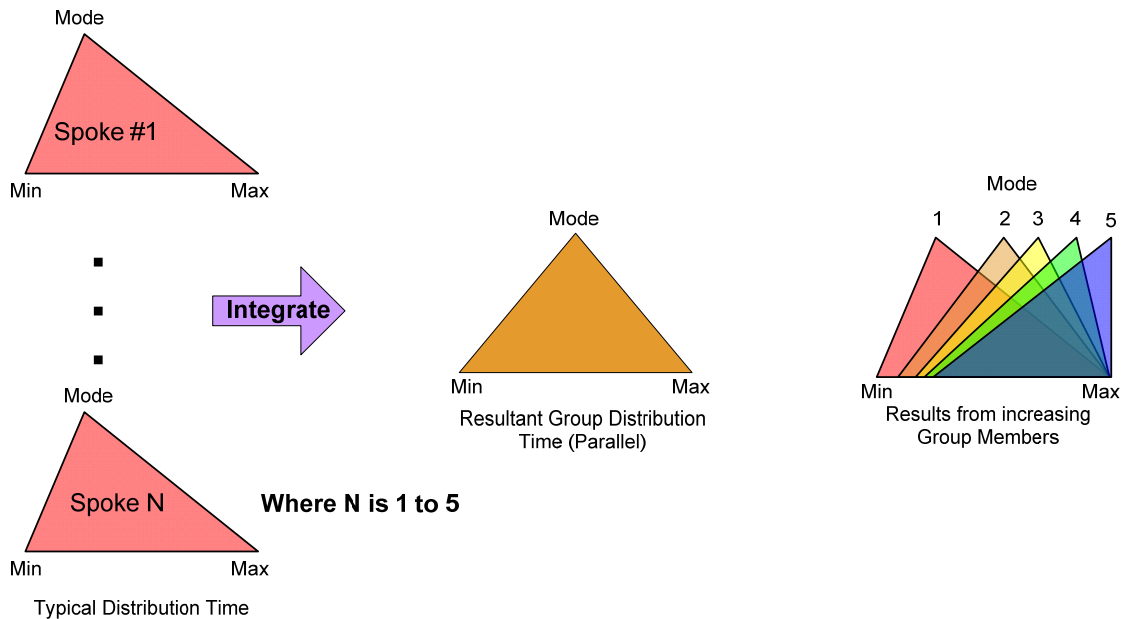 Mode
Spoke #1
Min Max
Integrate
Mode
Spoke N
Min Max
Where N is 1 to 5
Typical Distribution Time
Mode
Min Max
Resultant Group Distribution
Time (Parallel)
Mode
1 2 3 4 5
Min Max
Results from increasing
Group Members